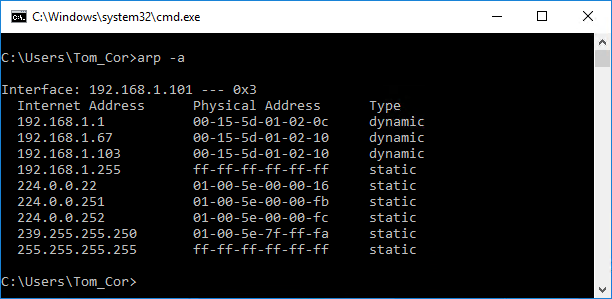 C:\Windows\system32\cmd.exe
C:\Users\Tom_Cor>arp -a
Interface: 192.168.1.101 --- 0x3
Internet Address Physical Address Type
192.168.1.1 00-15-5d-01-02-0c dynamic
192.168.1.67 00-15-5d-01-02-10 dynamic
192.168.1.103 00-15-5d-01-02-10 dynamic
192.168.1.255 ff-ff-ff-ff-ff-ff static
224.0.0.22 01-00-5e-00-00-16 static
224.0.0.251 01-00-5e-00-00-fb static
224.0.0.252 01-00-5e-00-00-fc static
239.255.255.250 01-00-5e-7f-ff-fa static
255.255.255.255 ff-ff-ff-ff-ff-ff static
C:\Users\Tom_Cor>